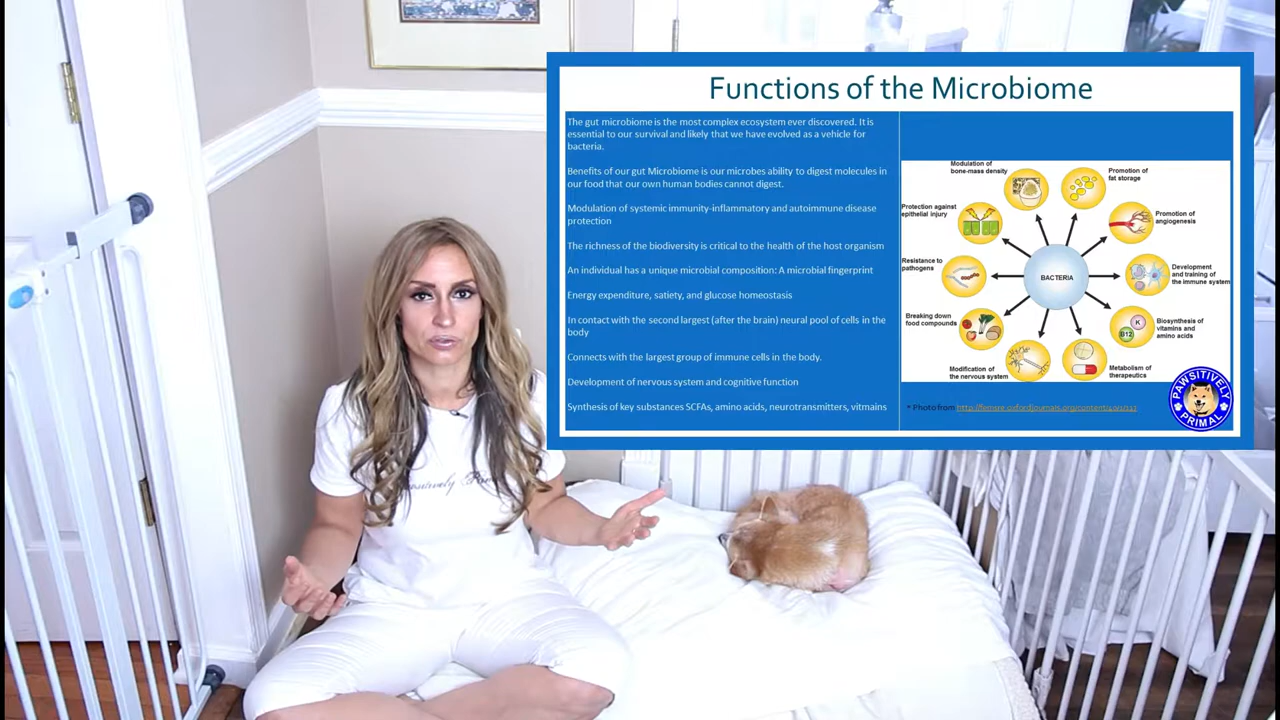 Functions of the Microbiome
The gut microbiome is the most complex ecosystem ever discovered. It is
essential to our survival and likely that we have evolved as a vehicle for
bacteria.
Benefits of our gut Microbiome is our microbes ability to digest molecules in
our food that our own human bodies cannot digest.
Modulation of systemic immunity-inflammatory and autoimmune disease
protection
The richness of the biodiversity is critical to the health of the host organism
An individual has a unique microbial composition: A microbial fingerprint
Energy expenditure, satiety, and glucose homeostasis
In contact with the second largest (after the brain) neural pool of cells in the
body
Connects with the largest group of immune cells in the body.
Development of nervous system and cognitive function
Synthesis of key substances SCFAs, amino acids, neurotransmitters, vitmains
Modulation of
bone-mass density
Promotion of
fat storage
Protection against
epithelial injury
Promotion of
angiogenesis
Resistance to
pathogens
BACTERIA
Development
and training of
the immune system
Breaking down
food compounds
K
B12
Biosynthesis of
vitamins and
amino acids
Modification of
the nervous system
Metabolism of
therapeutics
* Photo from
PAWSITIVELY
PRIMAL